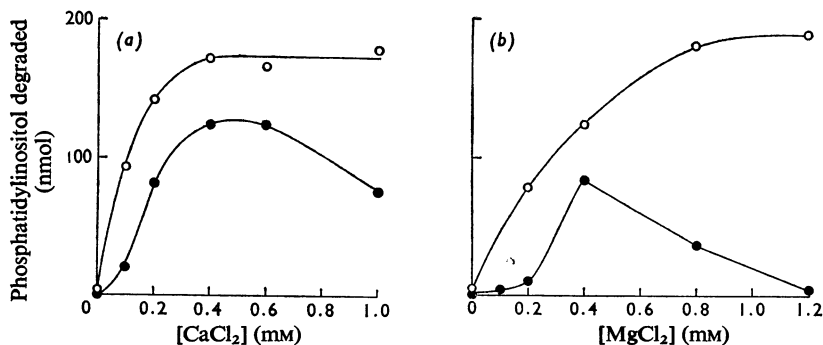 Phosphatidylinositol degraded
(nmol)
200
100
0
(a)
0 0.2 0.4 0.6 0.8 1.0
[CaCl₂] (mM)
(b)
0 0.2 0.4 0.6 0.8 1.0 1.2
[MgCl₂] (mM)